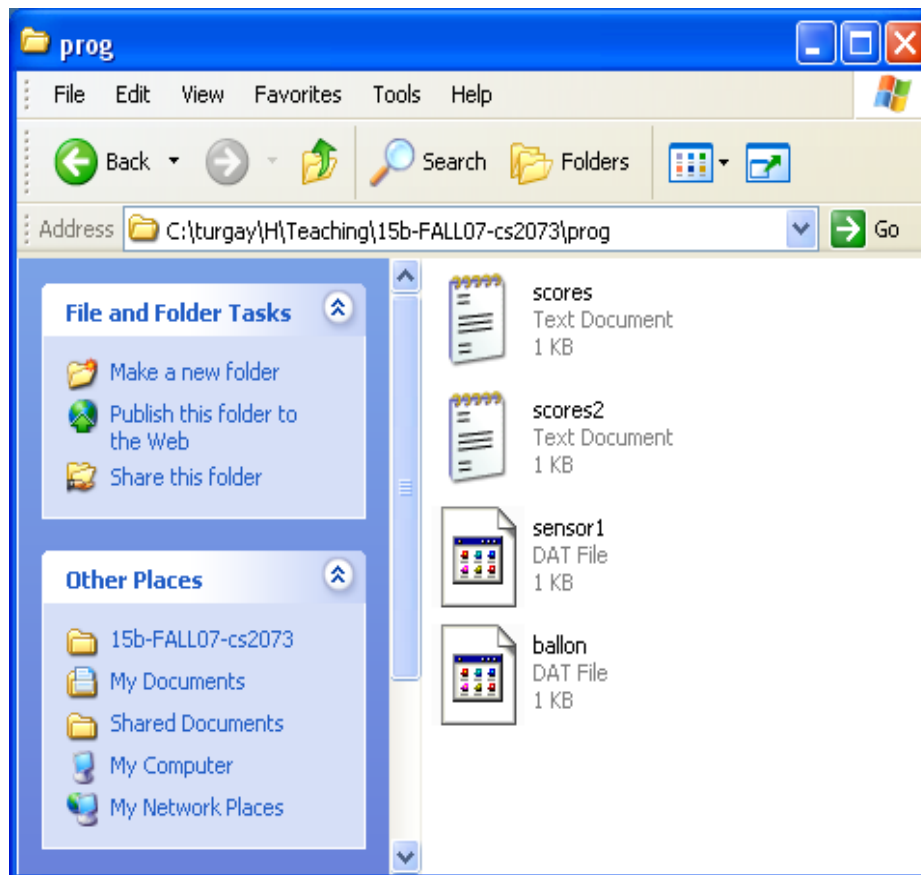 prog
File Edit View Favorites Tools Help
Back Search Folders
Address C:\turgay\H\Teaching\15b-FALL07-cs2073\prog Go
File and Folder Tasks
Make a new folder
Publish this folder to
the Web
Share this folder
Other Places
15b-FALL07-cs2073
My Documents
Shared Documents
My Computer
My Network Places
scores
Text Document
1 KB
scores2
Text Document
1 KB
sensor1
DAT File
1 KB
ballon
DAT File
1 KB